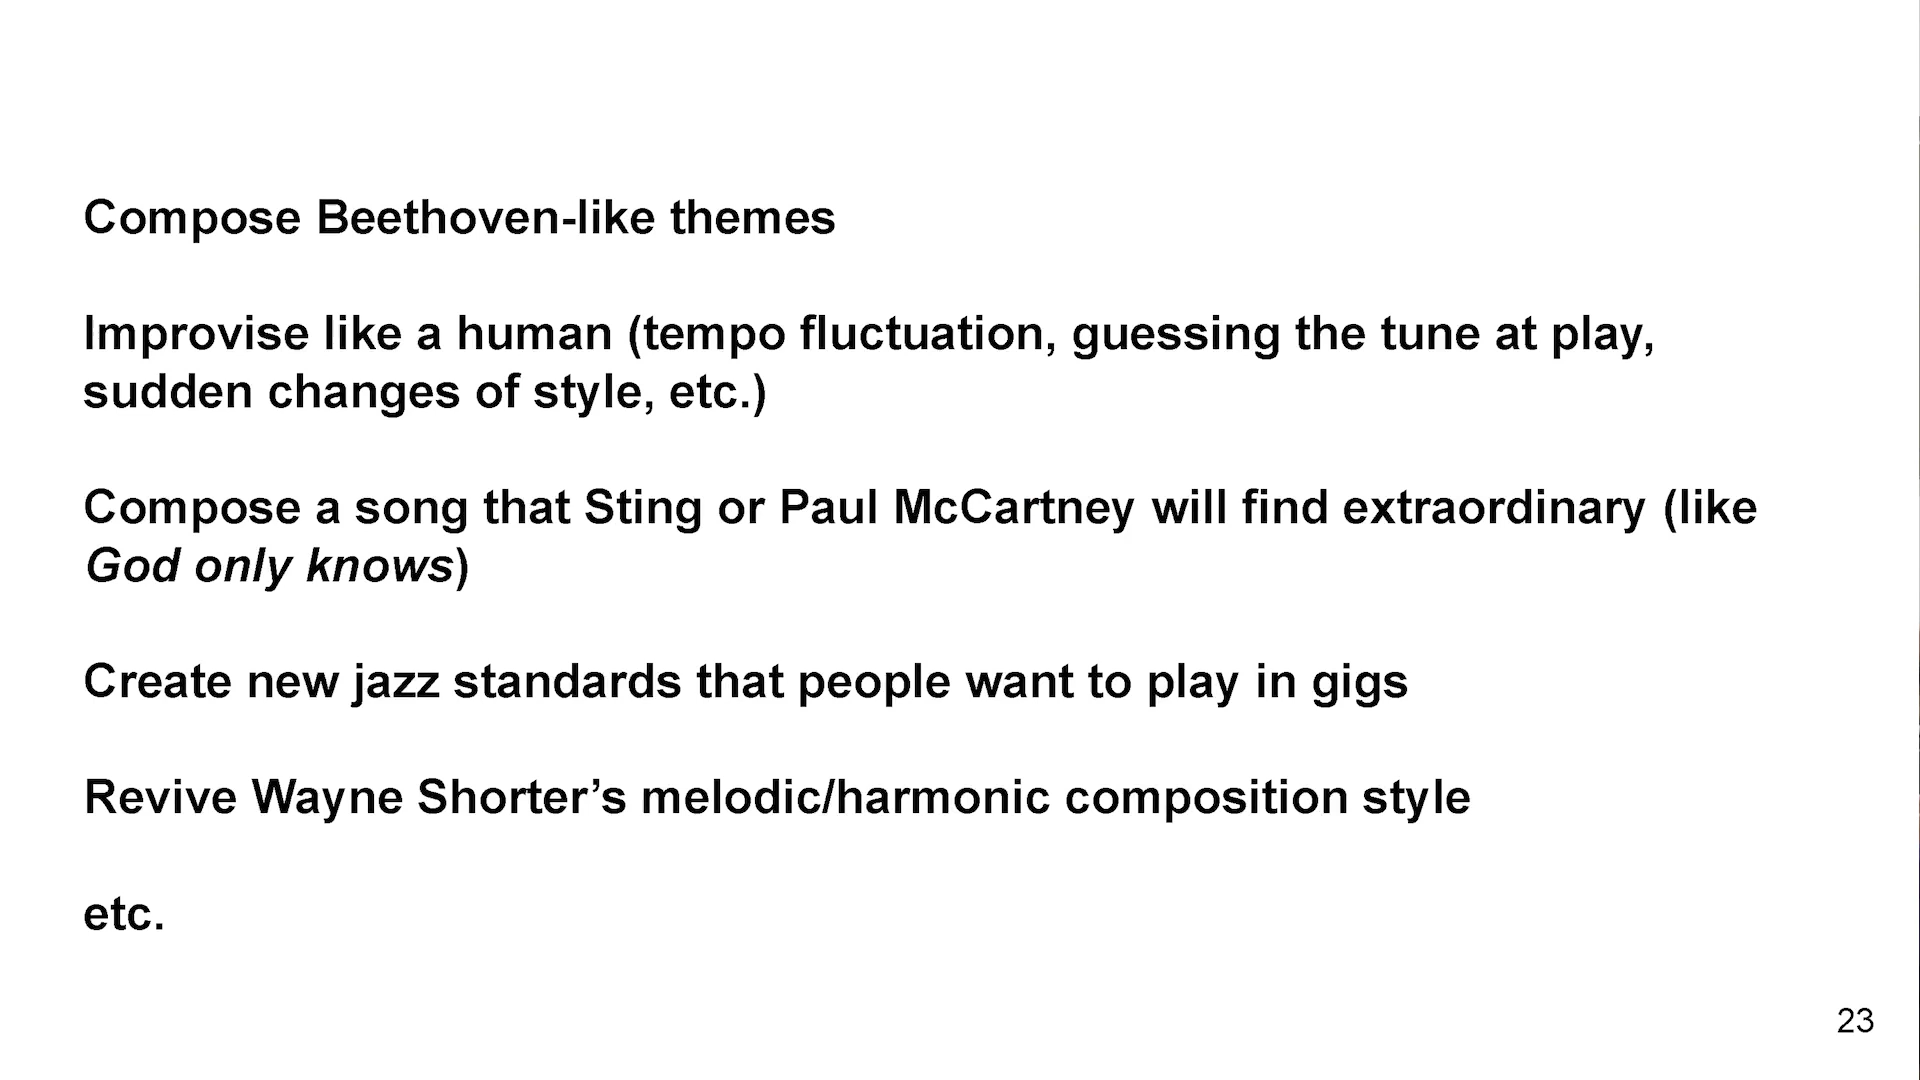 Compose Beethoven-like themes
Improvise like a human (tempo fluctuation, guessing the tune at play,
sudden changes of style, etc.)
Compose a song that Sting or Paul McCartney will find extraordinary (like
God only knows)
Create new jazz standards that people want to play in gigs
Revive Wayne Shorter’s melodic/harmonic composition style
etc.
23